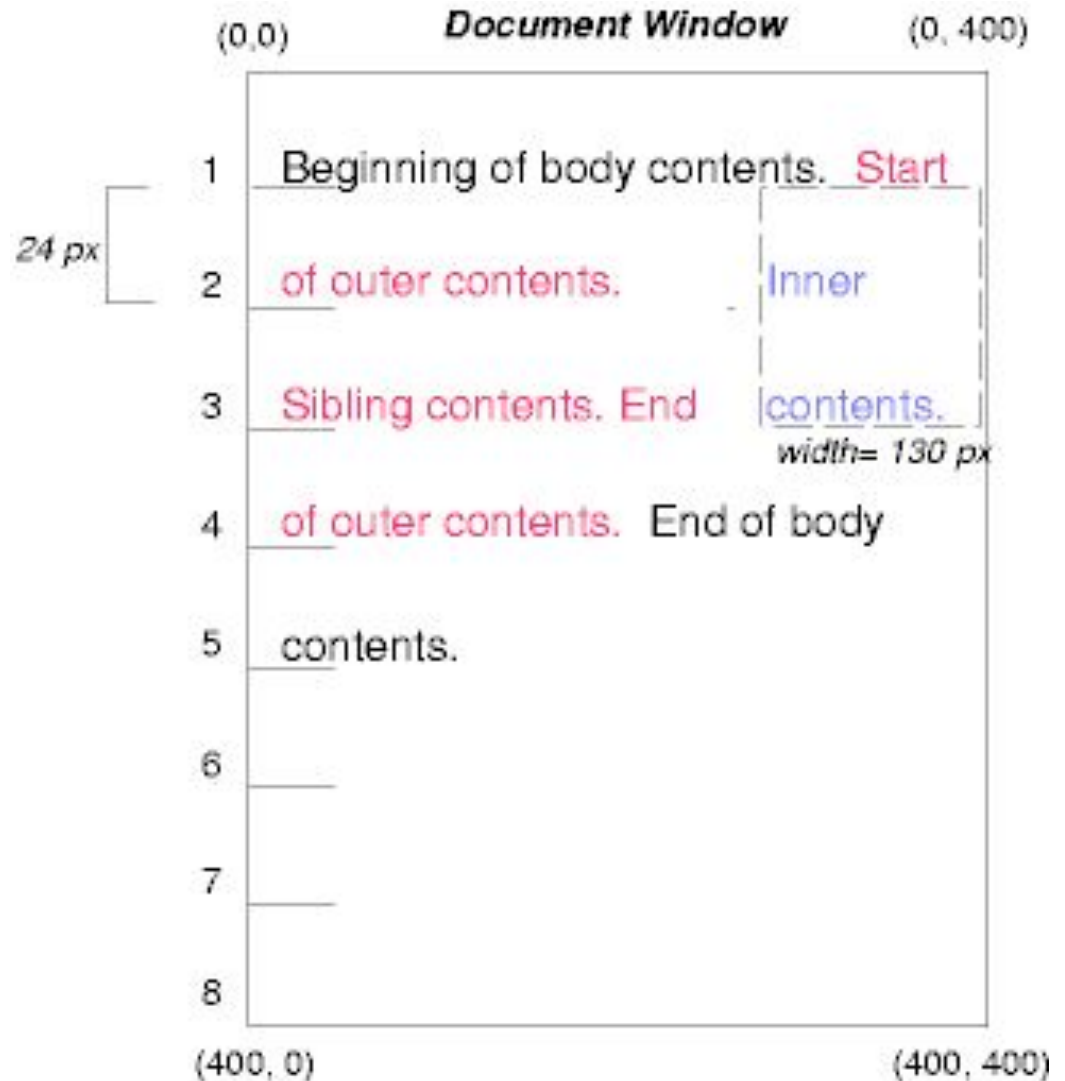 Document Window
(0,0) (0, 400)
1 Beginning of body contents. Start
24 px
2 of outer contents. Inner
3 Sibling contents. End contents.
width= 130 px
4 of outer contents. End of body
5 contents.
6
7
8
(400, 0) (400, 400)